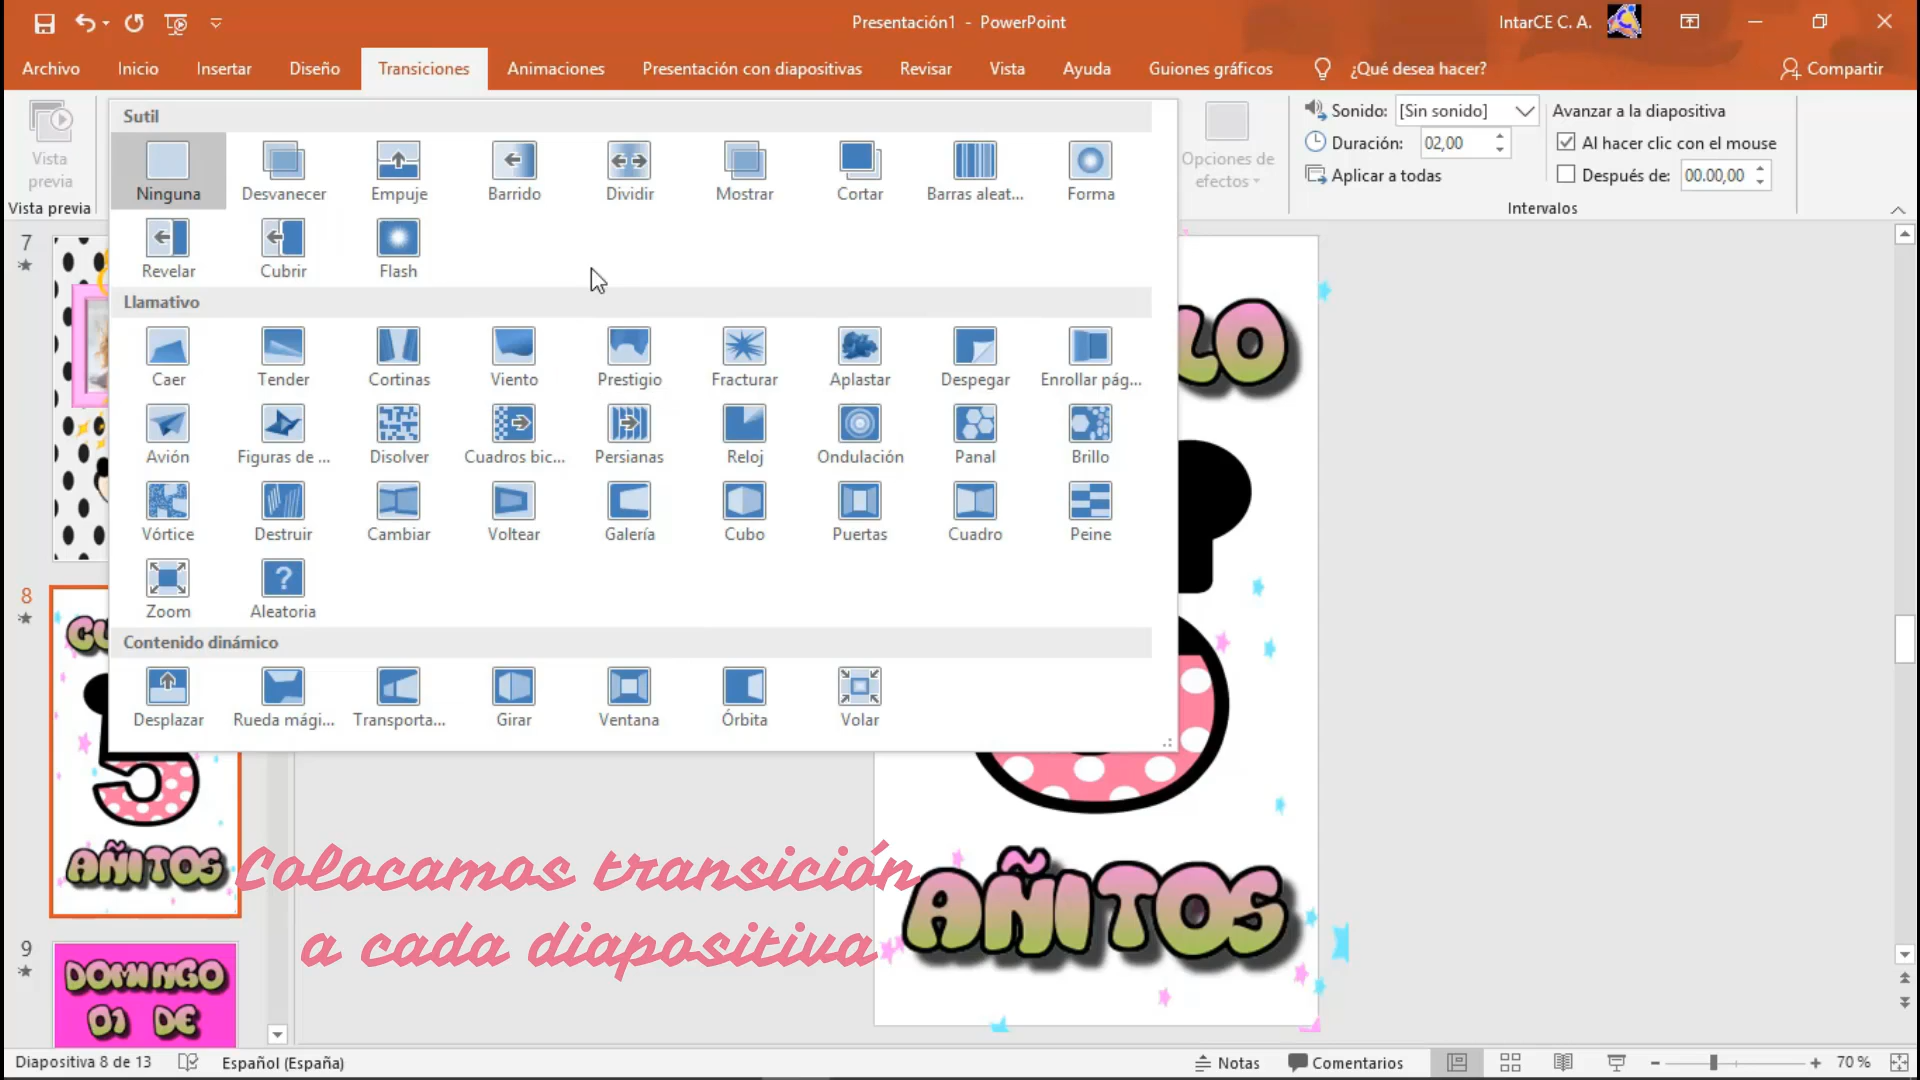 Presentación1 - PowerPoint
IntarCE C. A.
Archivo Inicio Insertar Diseño Transiciones Animaciones Presentación con diapositivas Revisar Vista Ayuda Guiones gráficos ¿Qué desea hacer? Compartir
Vista previa
Vista previa
Sutil
Ninguna Desvanecer Empuje Barrido Dividir Mostrar Cortar Barras aleat... Forma
Revelar Cubrir Flash
Llamativo
Caer Tender Cortinas Viento Prestigio Fracturar Aplastar Despegar Enrollar pág...
Avión Figuras de ... Disolver Cuadros bic... Persianas Reloj Ondulación Panal Brillo
Vórtice Destruir Cambiar Voltear Galería Cubo Puertas Cuadro Peine
Zoom Aleatoria
Contenido dinámico
Desplazar Rueda mági... Transporta... Girar Ventana Órbita Volar
Opciones de efectos
Sonido: [Sin sonido]
Duración: 02,00
Aplicar a todas
Avanzar a la diapositiva
Al hacer clic con el mouse
Después de: 00.00,00
Intervalos
7
8
CU
5
AÑITOS
9
DOMINGO
01 DE
LO
AÑITOS
Colocamos transición
a cada diapositiva
Diapositiva 8 de 13 Español (España) Notas Comentarios 70 %